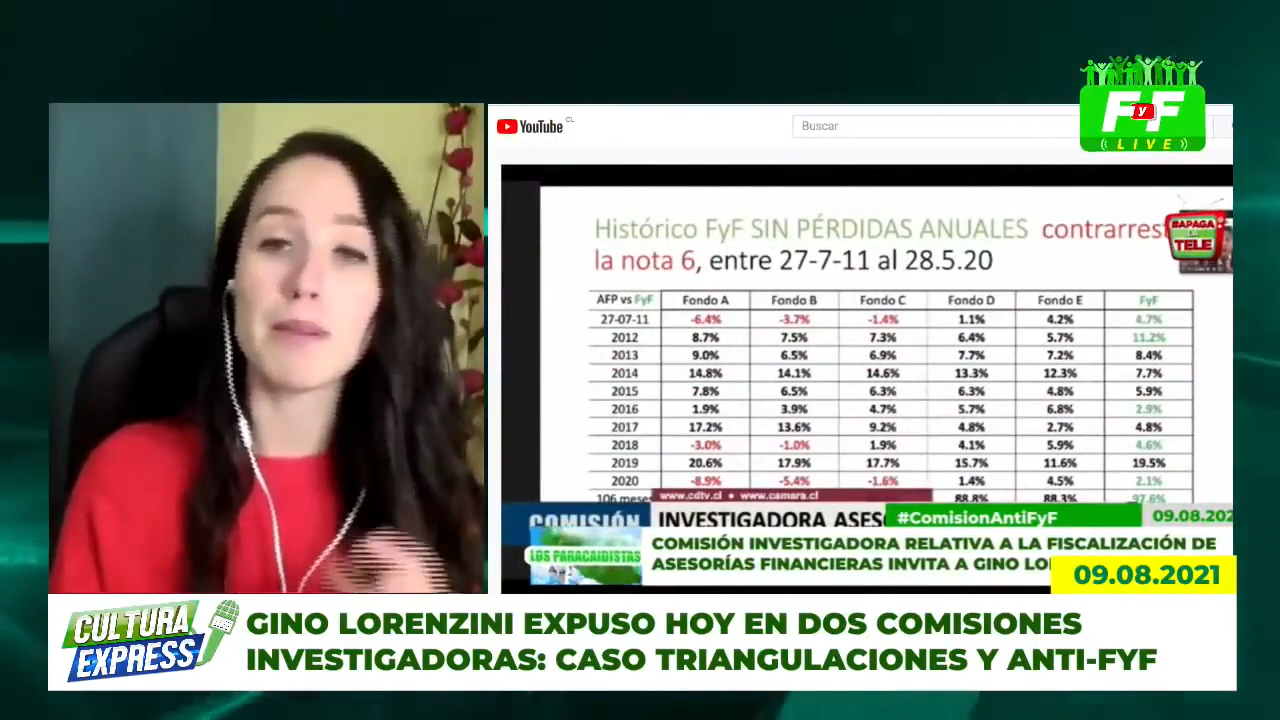 FyF
LIVE
YouTube CL
Buscar
#APAGA
LA
TELE
Histórico FyF SIN PÉRDIDAS ANUALES contrarrest
la nota 6, entre 27-7-11 al 28.5.20
AFP vs FyF Fondo A Fondo B Fondo C Fondo D Fondo E FyF
27-07-11 -6.4% -3.7% -1.4% 1.1% 4.2% 4.7%
2012 8.7% 7.5% 7.3% 6.4% 5.7% 11.2%
2013 9.0% 6.5% 6.9% 7.7% 7.2% 8.4%
2014 14.8% 14.1% 14.6% 13.3% 12.3% 7.7%
2015 7.8% 6.5% 6.3% 6.3% 4.8% 5.9%
2016 1.9% 3.9% 4.7% 5.7% 6.8% 2.9%
2017 17.2% 13.6% 9.2% 4.8% 2.7% 4.8%
2018 -3.0% -1.0% 1.9% 4.1% 5.9% 4.6%
2019 20.6% 17.9% 17.7% 15.7% 11.6% 19.5%
2020 -8.9% -5.4% -1.6% 1.4% 4.5% 2.1%
106 meses 88.8% 88.3% 97.6%
www.cdtv.cl • www.camara.cl
COMISIÓN INVESTIGADORA ASES
#ComisionAntiFyF
09.08.202
LOS PARACAIDISTAS
COMISIÓN INVESTIGADORA RELATIVA A LA FISCALIZACIÓN DE
ASESORÍAS FINANCIERAS INVITA A GINO LO
09.08.2021
CULTURA
EXPRESS
GINO LORENZINI EXPUSO HOY EN DOS COMISIONES
INVESTIGADORAS: CASO TRIANGULACIONES Y ANTI-FYF